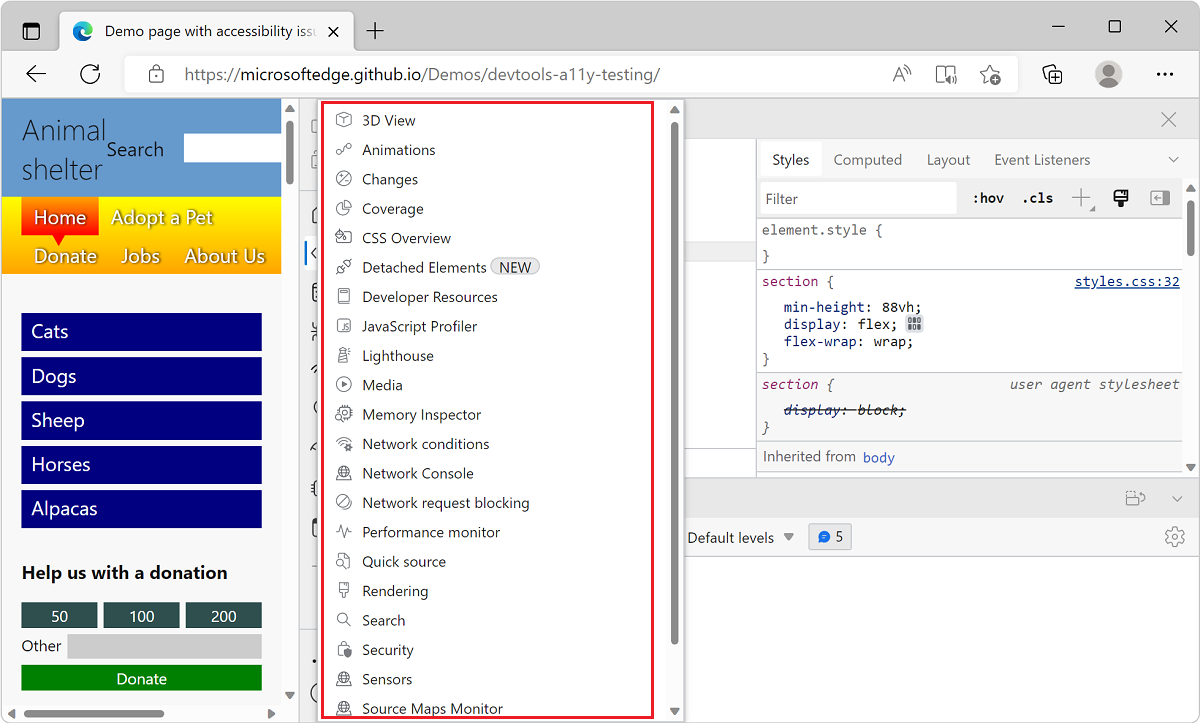 Demo page with accessibility issu
https://microsoftedge.github.io/Demos/devtools-a11y-testing/
Animal shelter
Search
Home
Adopt a Pet
Donate
Jobs
About Us
Cats
Dogs
Sheep
Horses
Alpacas
Help us with a donation
50
100
200
Other
Donate
3D View
Animations
Changes
Coverage
CSS Overview
Detached Elements NEW
Developer Resources
JavaScript Profiler
Lighthouse
Media
Memory Inspector
Network conditions
Network Console
Network request blocking
Performance monitor
Quick source
Rendering
Search
Security
Sensors
Source Maps Monitor
Styles
Computed
Layout
Event Listeners
Filter
:hov
.cls
element.style {
}
section {
styles.css:32
min-height: 88vh;
display: flex;
flex-wrap: wrap;
}
section {
user agent stylesheet
display: block;
}
Inherited from body
Default levels
5